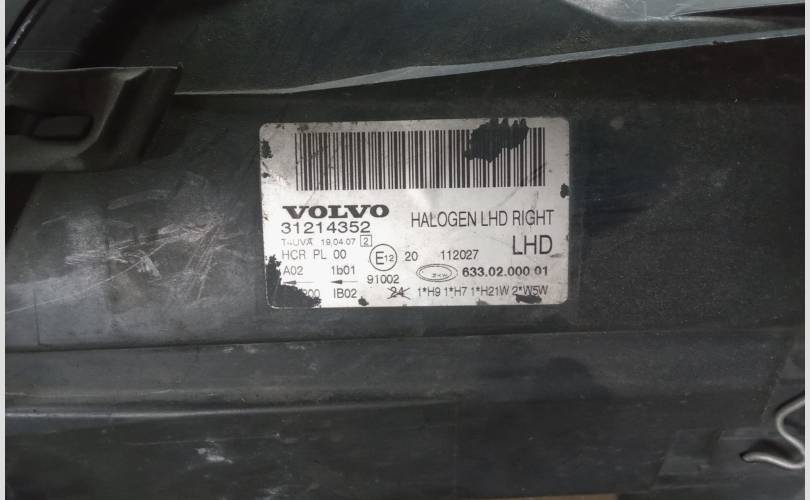 VOLVO
31214352
HALOGEN LHD RIGHT
19.04.07 2
LHD
HCR PL 00
E12
20 112027
A02 1b01
91002
633.02.000 01
IB02
24 1*H9 1*H7 1*H21W 2*W5W